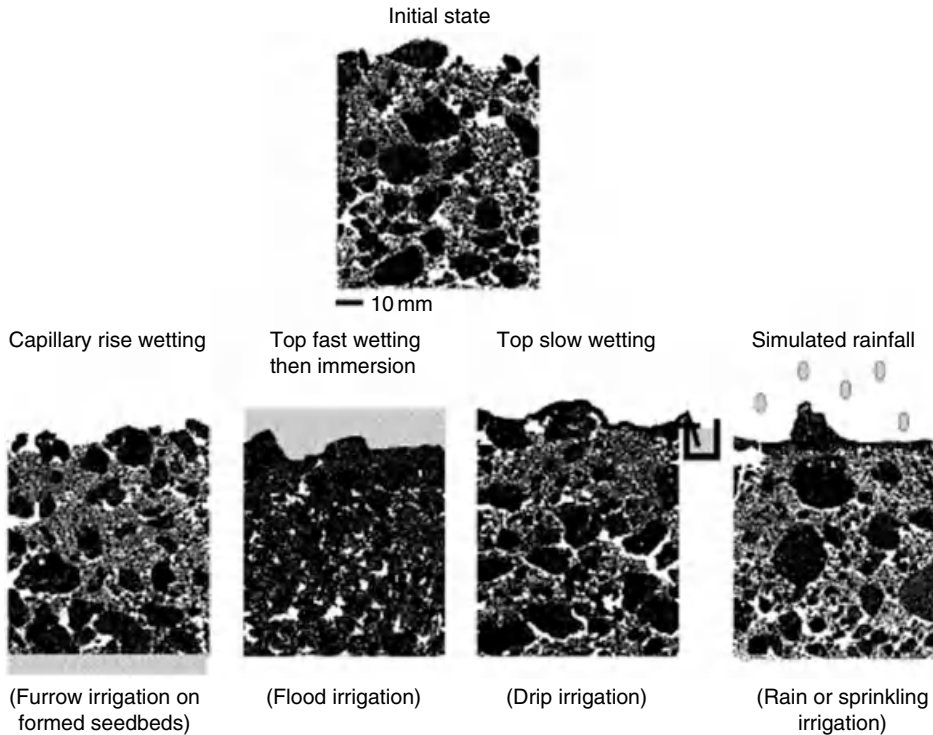 Initial state
10 mm
Capillary rise wetting
Top fast wetting
then immersion
Top slow wetting
Simulated rainfall
(Furrow irrigation on
formed seedbeds)
(Flood irrigation)
(Drip irrigation)
(Rain or sprinkling
irrigation)